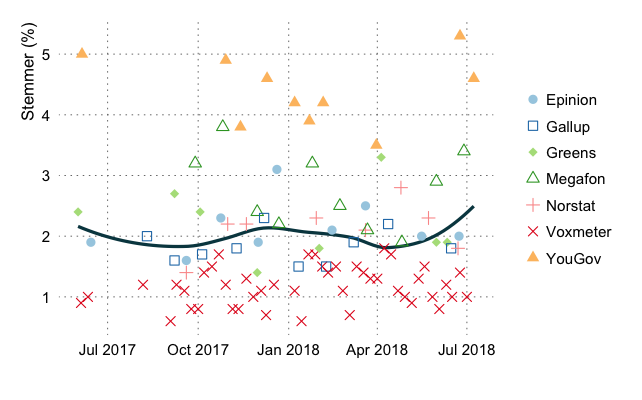 Stemmer (%)
5
4
3
2
1
Jul 2017
Oct 2017
Jan 2018
Apr 2018
Jul 2018
Epinion
Gallup
Greens
Megafon
Norstat
Voxmeter
YouGov